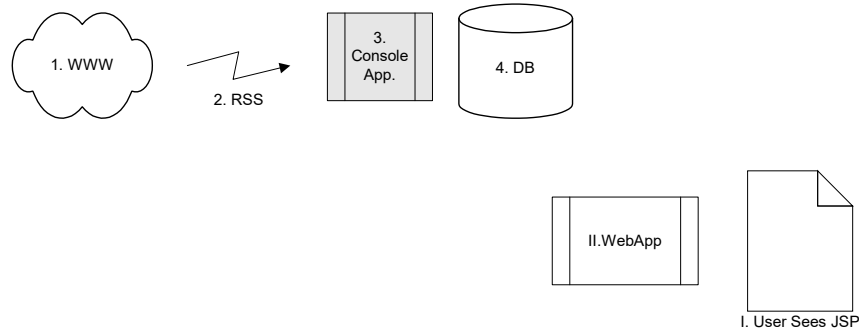 1. WWW
2. RSS
3.
Console
App.
4. DB
II.WebApp
I. User Sees JSP